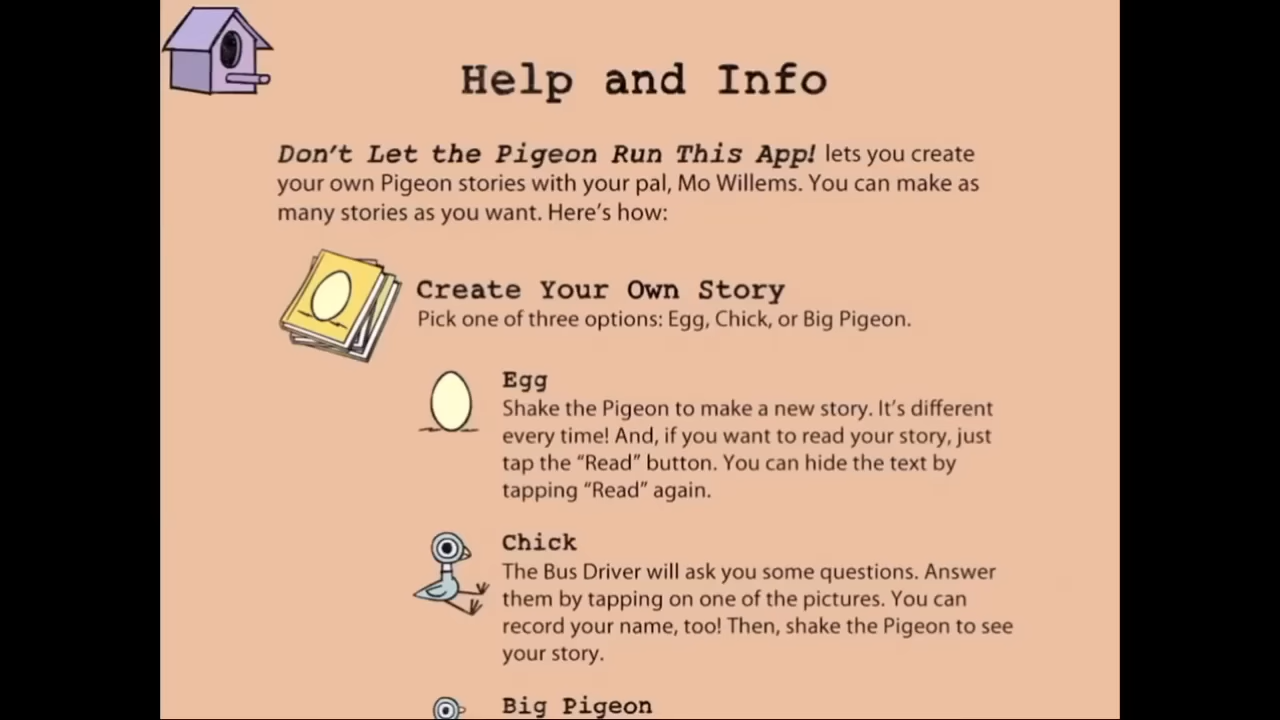 Help and Info
Don't Let the Pigeon Run This App! lets you create
your own Pigeon stories with your pal, Mo Willems. You can make as
many stories as you want. Here's how:
Create Your Own Story
Pick one of three options: Egg, Chick, or Big Pigeon.
Egg
Shake the Pigeon to make a new story. It's different
every time! And, if you want to read your story, just
tap the “Read” button. You can hide the text by
tapping “Read” again.
Chick
The Bus Driver will ask you some questions. Answer
them by tapping on one of the pictures. You can
record your name, too! Then, shake the Pigeon to see
your story.
Big Pigeon